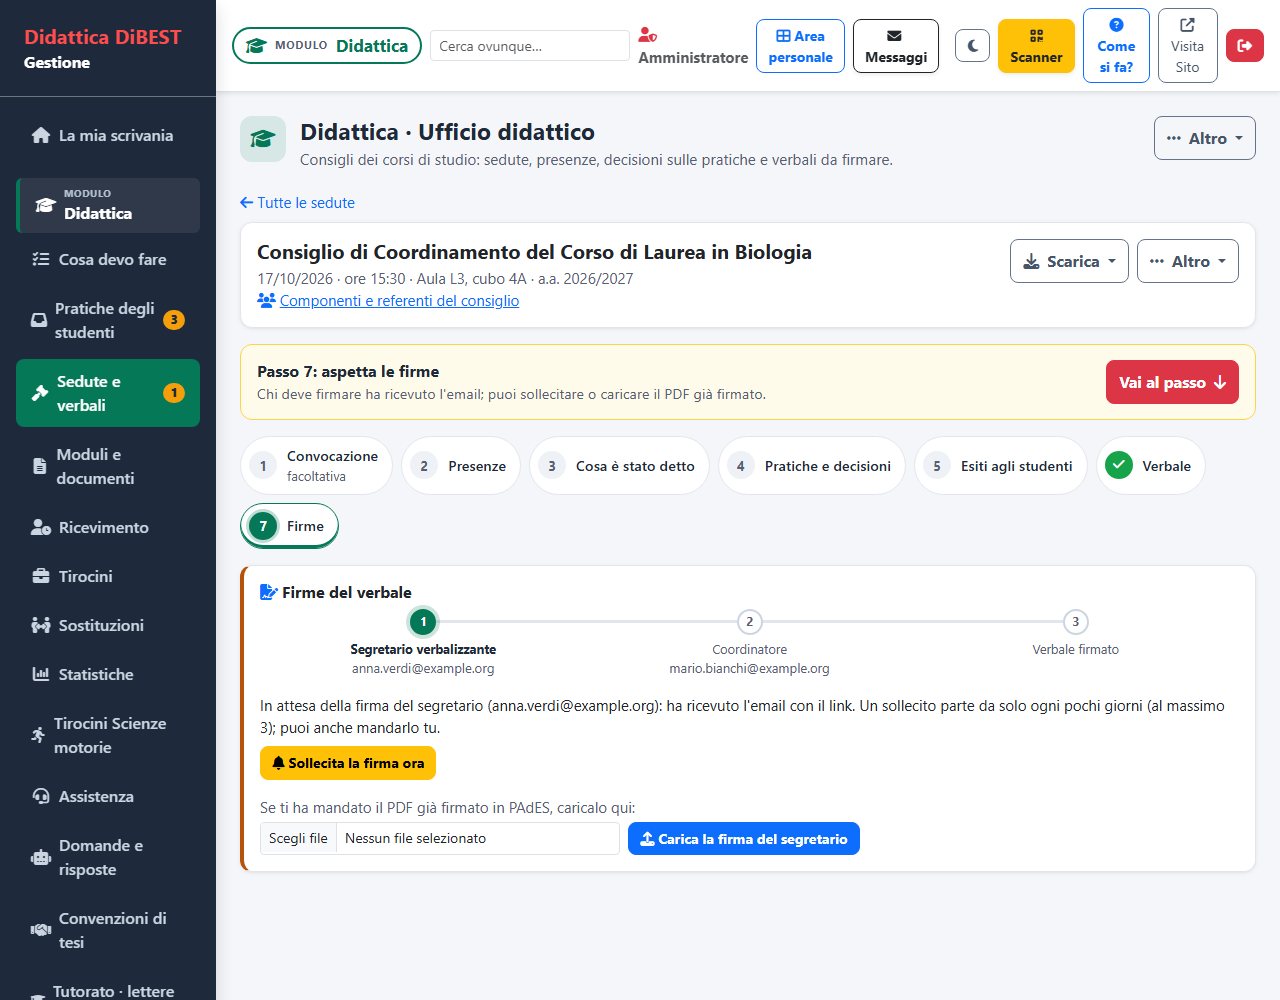 Didattica DiBEST
Gestione
La mia scrivania
MODULO
Didattica
Cosa devo fare
Pratiche degli
studenti
3
Sedute e
verbali
1
Moduli e
documenti
Ricevimento
Tirocini
Sostituzioni
Statistiche
Tirocini Scienze
motorie
Assistenza
Domande e
risposte
Convenzioni di
tesi
Tutorato · lettere
MODULO Didattica
Cerca ovunque...
Amministratore
Area
personale
Messaggi
Scanner
Come
si fa?
Visita
Sito
Didattica · Ufficio didattico
Consigli dei corsi di studio: sedute, presenze, decisioni sulle pratiche e verbali da firmare.
Altro
Tutte le sedute
Consiglio di Coordinamento del Corso di Laurea in Biologia
17/10/2026 · ore 15:30 · Aula L3, cubo 4A · a.a. 2026/2027
Componenti e referenti del consiglio
Scarica
Altro
Passo 7: aspetta le firme
Chi deve firmare ha ricevuto l'email; puoi sollecitare o caricare il PDF già firmato.
Vai al passo
1 Convocazione
facoltativa
2 Presenze
3 Cosa è stato detto
4 Pratiche e decisioni
5 Esiti agli studenti
Verbale
7 Firme
Firme del verbale
1
Segretario verbalizzante
anna.verdi@example.org
2
Coordinatore
mario.bianchi@example.org
3
Verbale firmato
In attesa della firma del segretario (anna.verdi@example.org): ha ricevuto l'email con il link. Un sollecito parte da solo ogni pochi giorni (al massimo
3); puoi anche mandarlo tu.
Sollecita la firma ora
Se ti ha mandato il PDF già firmato in PAdES, caricalo qui:
Scegli file Nessun file selezionato
Carica la firma del segretario